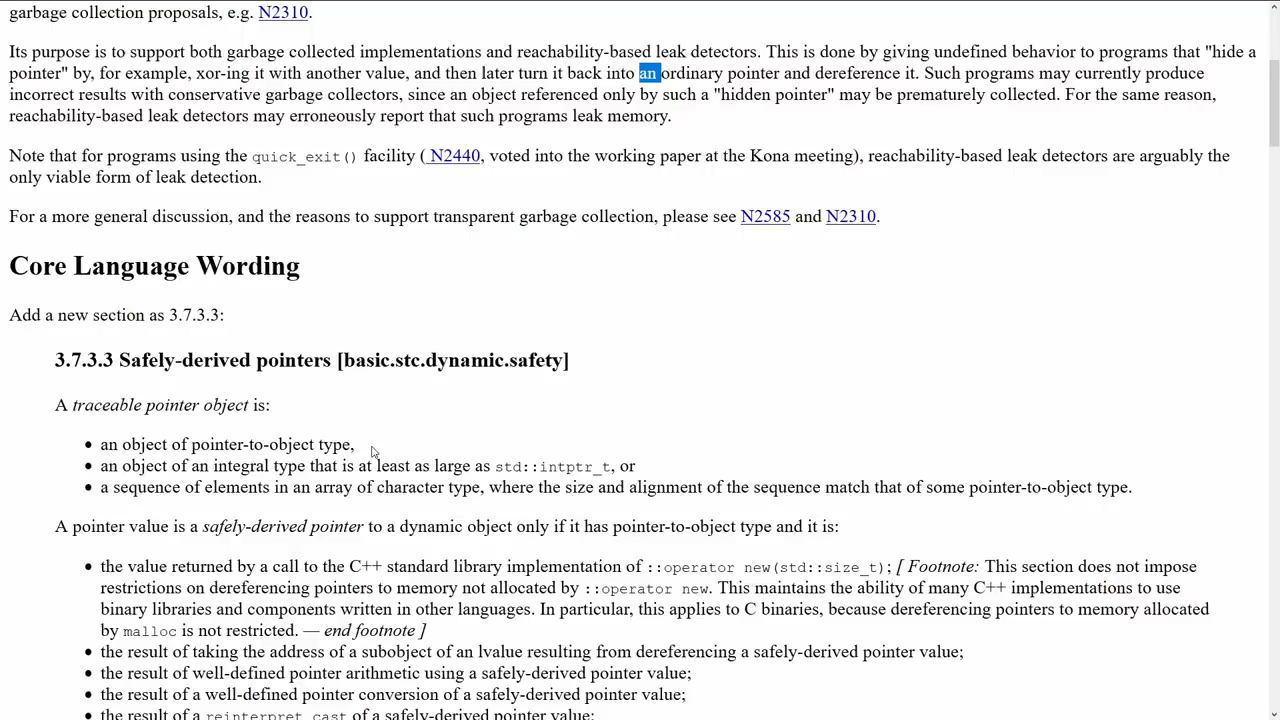 garbage collection proposals, e.g. N2310.
Its purpose is to support both garbage collected implementations and reachability-based leak detectors. This is done by giving undefined behavior to programs that "hide a
pointer" by, for example, xor-ing it with another value, and then later turn it back into an ordinary pointer and dereference it. Such programs may currently produce
incorrect results with conservative garbage collectors, since an object referenced only by such a "hidden pointer" may be prematurely collected. For the same reason,
reachability-based leak detectors may erroneously report that such programs leak memory.
Note that for programs using the quick_exit() facility ( N2440, voted into the working paper at the Kona meeting), reachability-based leak detectors are arguably the
only viable form of leak detection.
For a more general discussion, and the reasons to support transparent garbage collection, please see N2585 and N2310.
Core Language Wording
Add a new section as 3.7.3.3:
3.7.3.3 Safely-derived pointers [basic.stc.dynamic.safety]
A traceable pointer object is:
• an object of pointer-to-object type,
• an object of an integral type that is at least as large as std::intptr_t, or
• a sequence of elements in an array of character type, where the size and alignment of the sequence match that of some pointer-to-object type.
A pointer value is a safely-derived pointer to a dynamic object only if it has pointer-to-object type and it is:
• the value returned by a call to the C++ standard library implementation of ::operator new(std::size_t); [ Footnote: This section does not impose
restrictions on dereferencing pointers to memory not allocated by ::operator new. This maintains the ability of many C++ implementations to use
binary libraries and components written in other languages. In particular, this applies to C binaries, because dereferencing pointers to memory allocated
by malloc is not restricted. — end footnote ]
• the result of taking the address of a subobject of an lvalue resulting from dereferencing a safely-derived pointer value;
• the result of well-defined pointer arithmetic using a safely-derived pointer value;
• the result of a well-defined pointer conversion of a safely-derived pointer value;
• the result of a reinterpret_cast of a safely-derived pointer value;